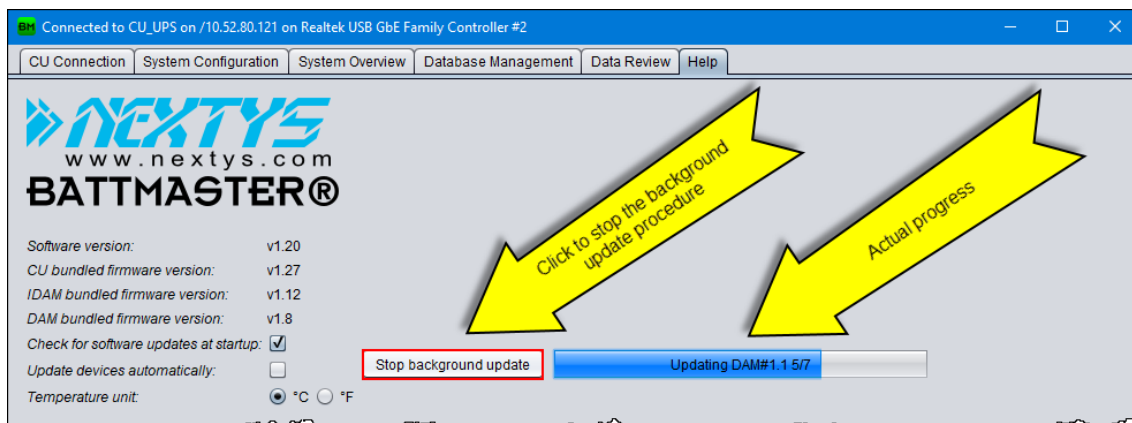 BM Connected to CU_UPS on /10.52.80.121 on Realtek USB GbE Family Controller #2
CU Connection System Configuration System Overview Database Management Data Review Help
NEXTYS
www.nextys.com
BATTMASTER®
Click to stop the background
update procedure
Actual progress
Software version: v1.20
CU bundled firmware version: v1.27
IDAM bundled firmware version: v1.12
DAM bundled firmware version: v1.8
Check for software updates at startup:
Stop background update Updating DAM#1.1 5/7
Update devices automatically:
Temperature unit: °C °F